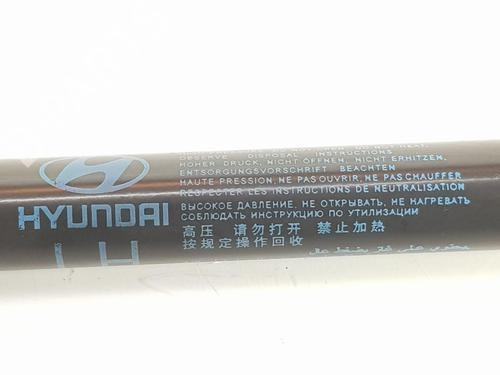 HYUNDAI
LH
OBSERVE DISPOSAL INSTRUCTIONS
HOHER DRUCK, NICHT ÖFFNEN, NICHT ERHITZEN,
ENTSORGUNGSVORSCHRIFT BEACHTEN
HAUTE PRESSION, NE PAS OUVRIR, NE PAS CHAUFFER
RESPECTER LES INSTRUCTIONS DE NEUTRALISATION
ВЫСОКОЕ ДАВЛЕНИЕ, НЕ ОТКРЫВАТЬ, НЕ НАГРЕВАТЬ
СОБЛЮДАТЬ ИНСТРУКЦИЮ ПО УТИЛИЗАЦИИ
高压 请勿打开 禁止加热
按规定操作回收